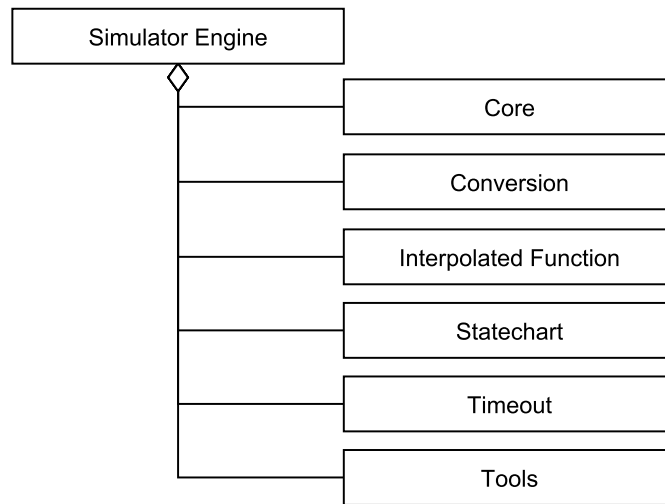 Simulator Engine
Core
Conversion
Interpolated Function
Statechart
Timeout
Tools